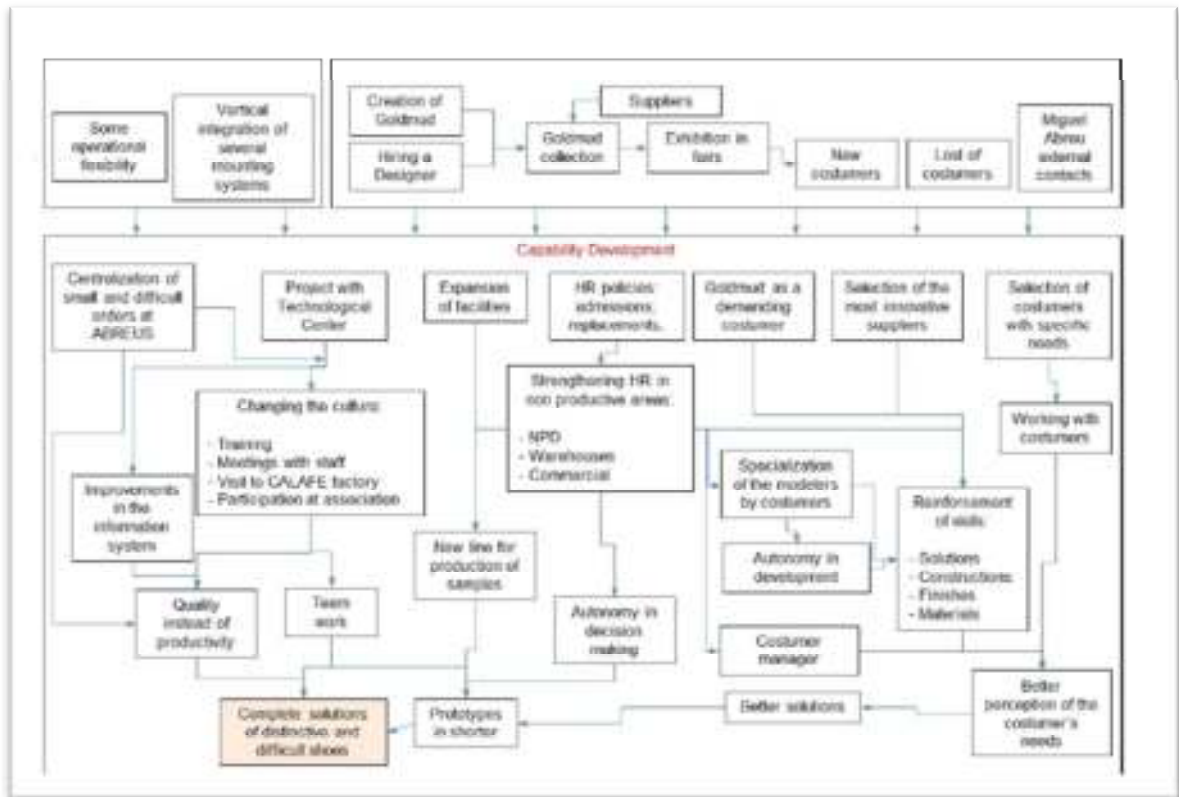 Some
operational
flexibility
Vertical
integration of
several
mounting
systems
Creation of
Goldmud
Hiring a
Designer
Suppliers
Goldmud
collection
Exhibition in
fairs
New
costumers
Lost of
costumers
Miguel
Abreu
external
contacts
Capability Development
Centralization of
small and difficult
orders at
ABREUS
Project with
Technological
Center
Expansion
of facilities
HR policies:
admissions,
replacements,
Goldmud as a
demanding
costumer
Selection of the
most innovative
suppliers
Selection of
costumers
with specific
needs
Changing the culture:
- Training
- Meetings with staff
- Visit to CALAFE factory
- Participation at association
Strengthening HR in
non productive areas:
- NPD
- Warehouses
- Commercial
Working with
costumers
Improvements
in the
information
system
Specialization
of the modelers
by costumers
Reinforcement
of skills:
- Solutions
- Constructions
- Finishes
- Materials
New line for
production of
samples
Autonomy in
development
Quality
instead of
productivity
Team
work
Autonomy in
decision
making
Costumer
manager
Complete solutions
of distinctive and
difficult shoes
Prototypes
in shorter
Better solutions
Better
perception of the
costumer's
needs